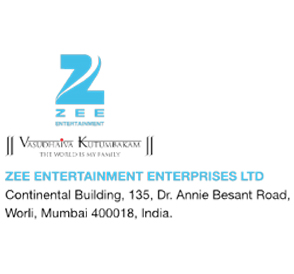 ZEE
ENTERTAINMENT
|| VASUDHAIVA KUTUMBAKAM ||
THE WORLD IS MY FAMILY
ZEE ENTERTAINMENT ENTERPRISES LTD
Continental Building, 135, Dr. Annie Besant Road,
Worli, Mumbai 400018, India.